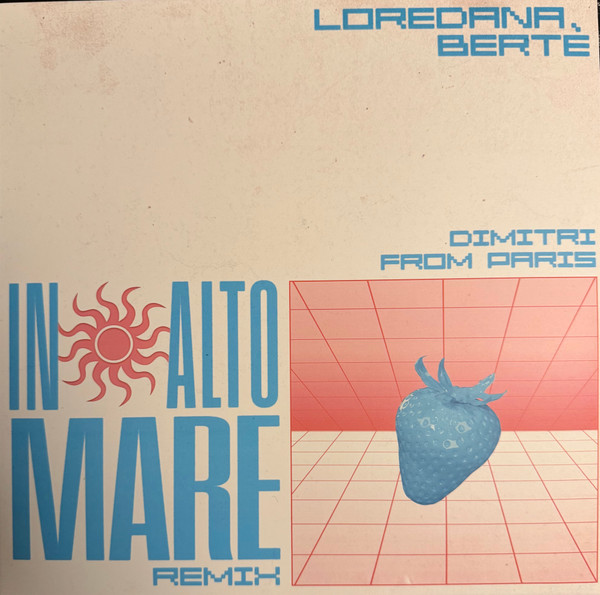 LOREDANA
BERTÈ
DIMITRI
FROM PARIS
IN ALTO
MARE
REMIX